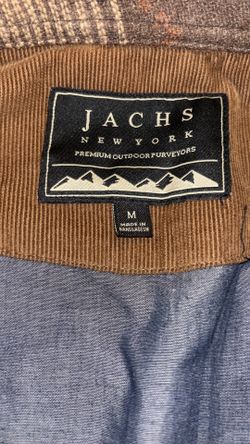 JACHS
NEW YORK
PREMIUM OUTDOOR PURVEYORS
M
MADE IN
BANGLADESH